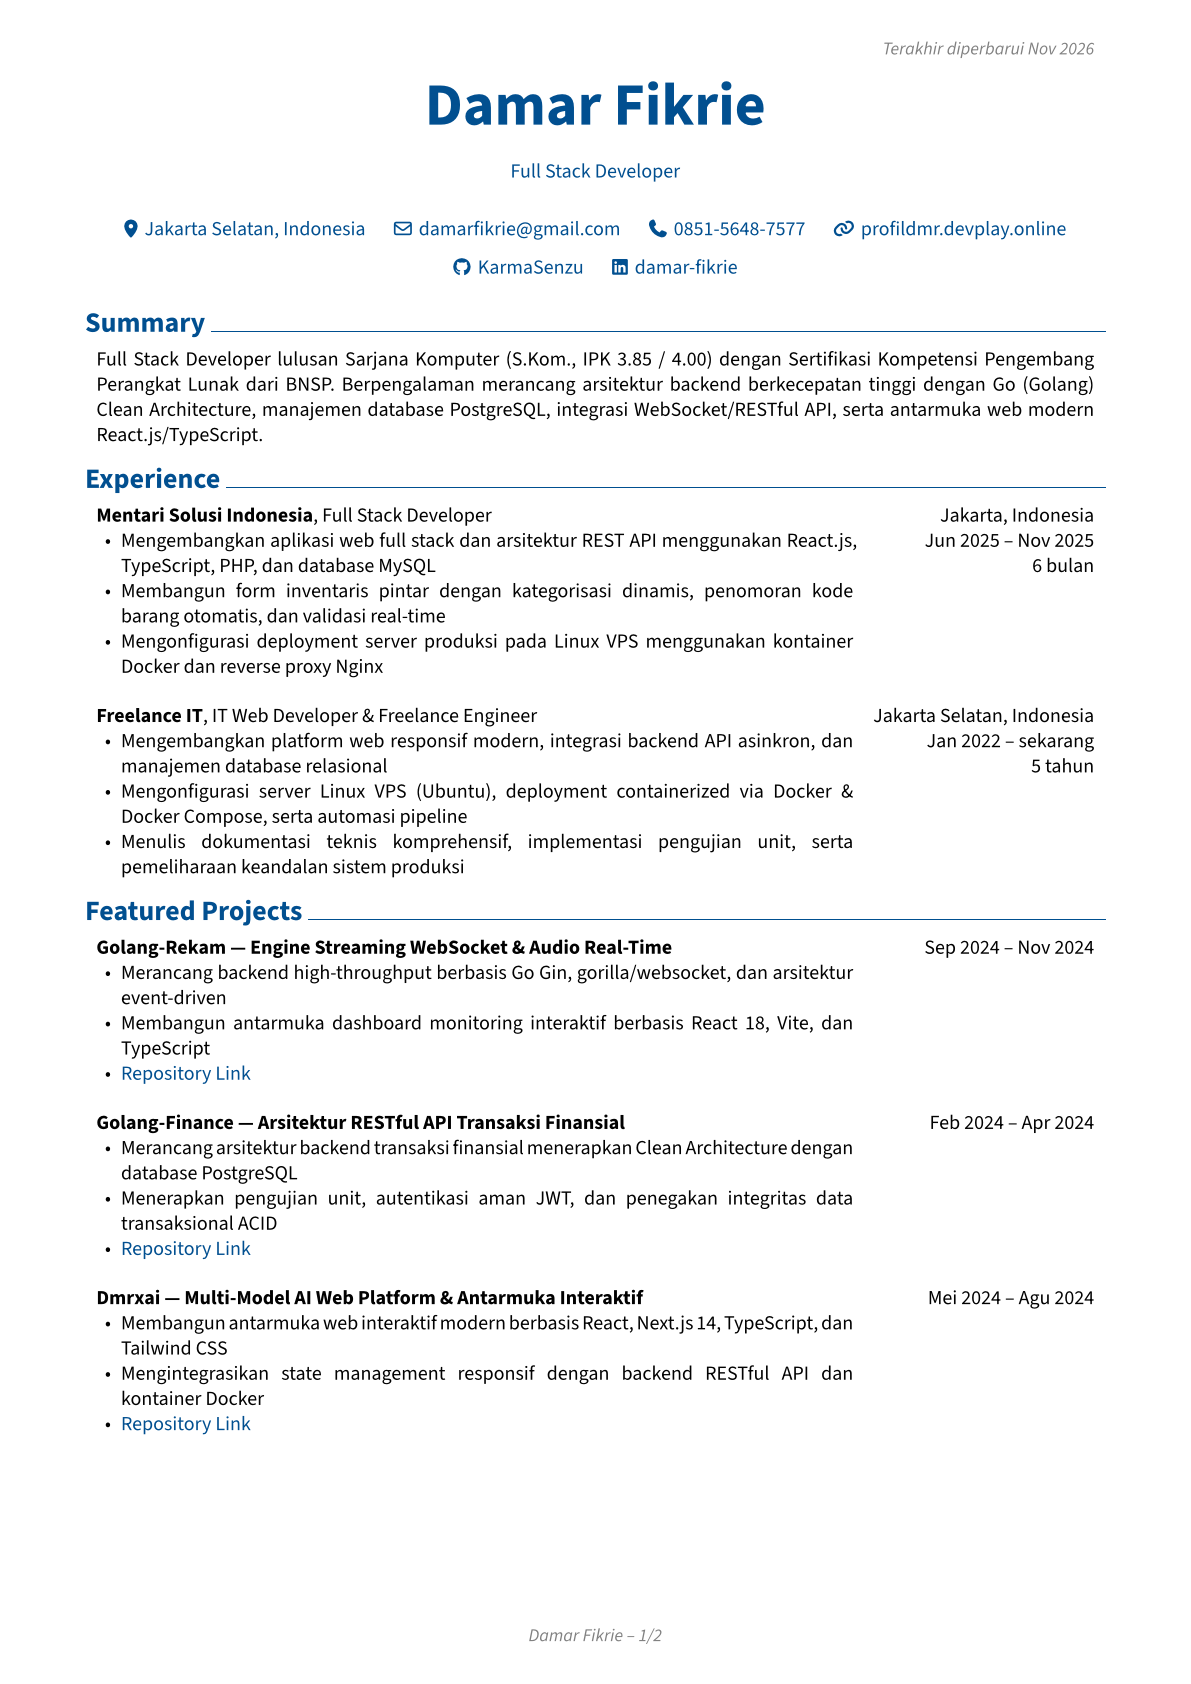 Terakhir diperbarui Nov 2026
Damar Fikrie
Full Stack Developer
Jakarta Selatan, Indonesia damarfikrie@gmail.com 0851-5648-7577 profildmr.devplay.online
KarmaSenzu damar-fikrie
Summary
Full Stack Developer lulusan Sarjana Komputer (S.Kom., IPK 3.85 / 4.00) dengan Sertifikasi Kompetensi Pengembang
Perangkat Lunak dari BNSP. Berpengalaman merancang arsitektur backend berkecepatan tinggi dengan Go (Golang)
Clean Architecture, manajemen database PostgreSQL, integrasi WebSocket/RESTful API, serta antarmuka web modern
React.js/TypeScript.
Experience
Mentari Solusi Indonesia, Full Stack Developer Jakarta, Indonesia
• Mengembangkan aplikasi web full stack dan arsitektur REST API menggunakan React.js, Jun 2025 – Nov 2025
TypeScript, PHP, dan database MySQL 6 bulan
• Membangun form inventaris pintar dengan kategorisasi dinamis, penomoran kode
barang otomatis, dan validasi real-time
• Mengonfigurasi deployment server produksi pada Linux VPS menggunakan kontainer
Docker dan reverse proxy Nginx
Freelance IT, IT Web Developer & Freelance Engineer Jakarta Selatan, Indonesia
• Mengembangkan platform web responsif modern, integrasi backend API asinkron, dan Jan 2022 – sekarang
manajemen database relasional 5 tahun
• Mengonfigurasi server Linux VPS (Ubuntu), deployment containerized via Docker &
Docker Compose, serta automasi pipeline
• Menulis dokumentasi teknis komprehensif, implementasi pengujian unit, serta
pemeliharaan keandalan sistem produksi
Featured Projects
Golang-Rekam — Engine Streaming WebSocket & Audio Real-Time Sep 2024 – Nov 2024
• Merancang backend high-throughput berbasis Go Gin, gorilla/websocket, dan arsitektur
event-driven
• Membangun antarmuka dashboard monitoring interaktif berbasis React 18, Vite, dan
TypeScript
• Repository Link
Golang-Finance — Arsitektur RESTful API Transaksi Finansial Feb 2024 – Apr 2024
• Merancang arsitektur backend transaksi finansial menerapkan Clean Architecture dengan
database PostgreSQL
• Menerapkan pengujian unit, autentikasi aman JWT, dan penegakan integritas data
transaksional ACID
• Repository Link
Dmrxai — Multi-Model AI Web Platform & Antarmuka Interaktif Mei 2024 – Agu 2024
• Membangun antarmuka web interaktif modern berbasis React, Next.js 14, TypeScript, dan
Tailwind CSS
• Mengintegrasikan state management responsif dengan backend RESTful API dan
kontainer Docker
• Repository Link
Damar Fikrie – 1/2